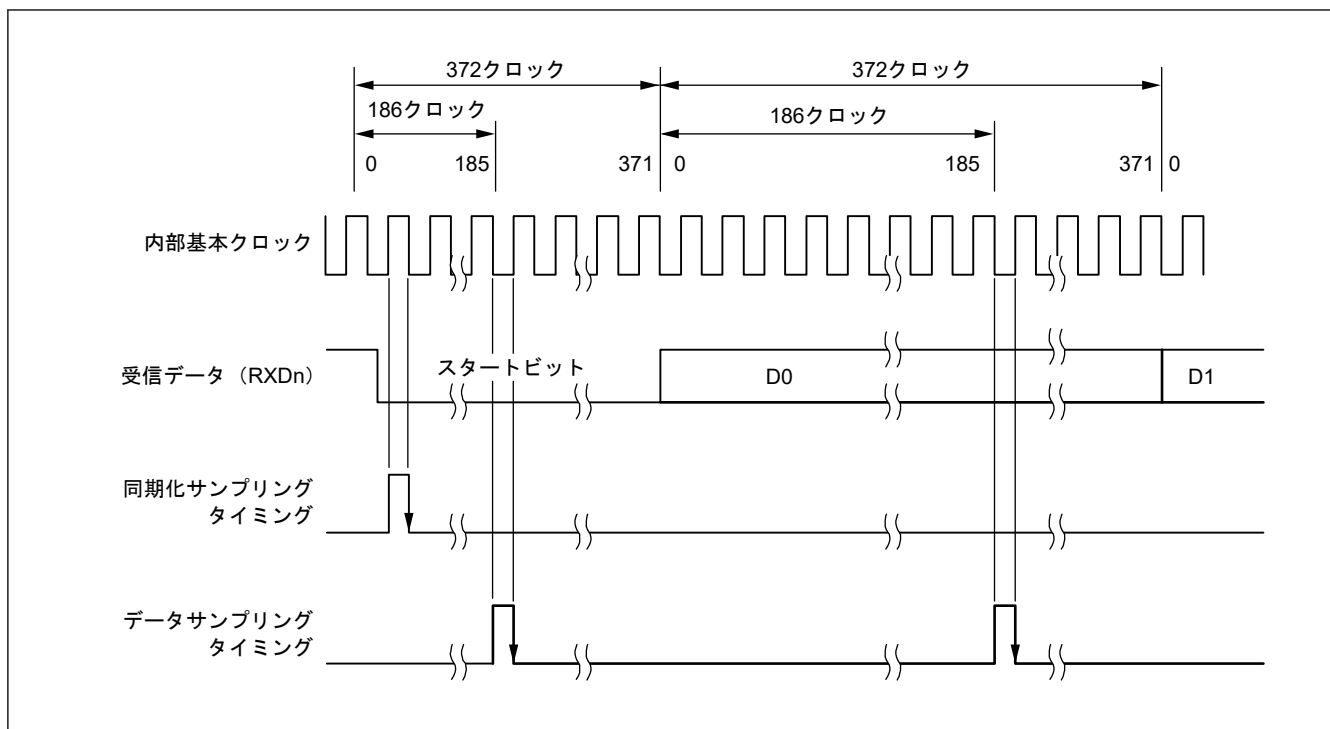 372クロック 372クロック
186クロック 186クロック
0 185 371 0 185 371 0
内部基本クロック
受信データ（RXDn） スタートビット D0 D1
同期化サンプリング
タイミング
データサンプリング
タイミング